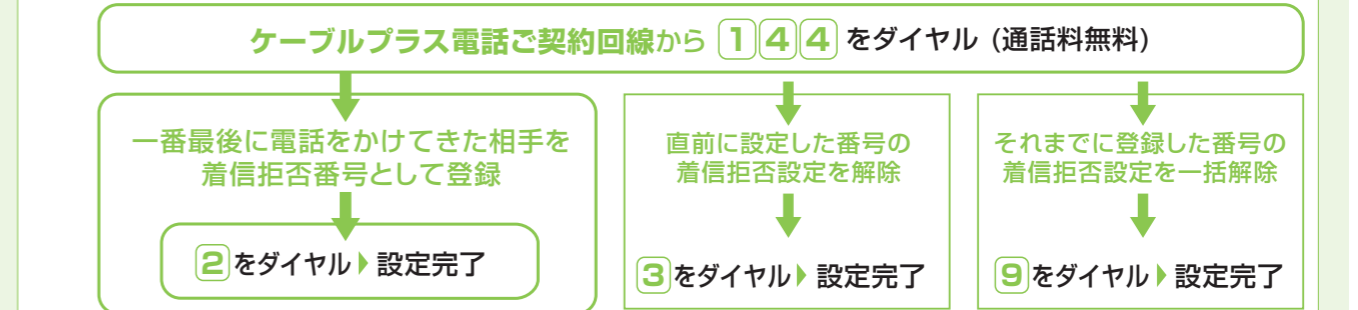 ケーブルプラス電話ご契約回線から 144 をダイヤル (通話料無料)
一番最後に電話をかけてきた相手を
着信拒否番号として登録
2をダイヤル▶設定完了
直前に設定した番号の
着信拒否設定を解除
3をダイヤル▶設定完了
それまでに登録した番号の
着信拒否設定を一括解除
9をダイヤル▶設定完了